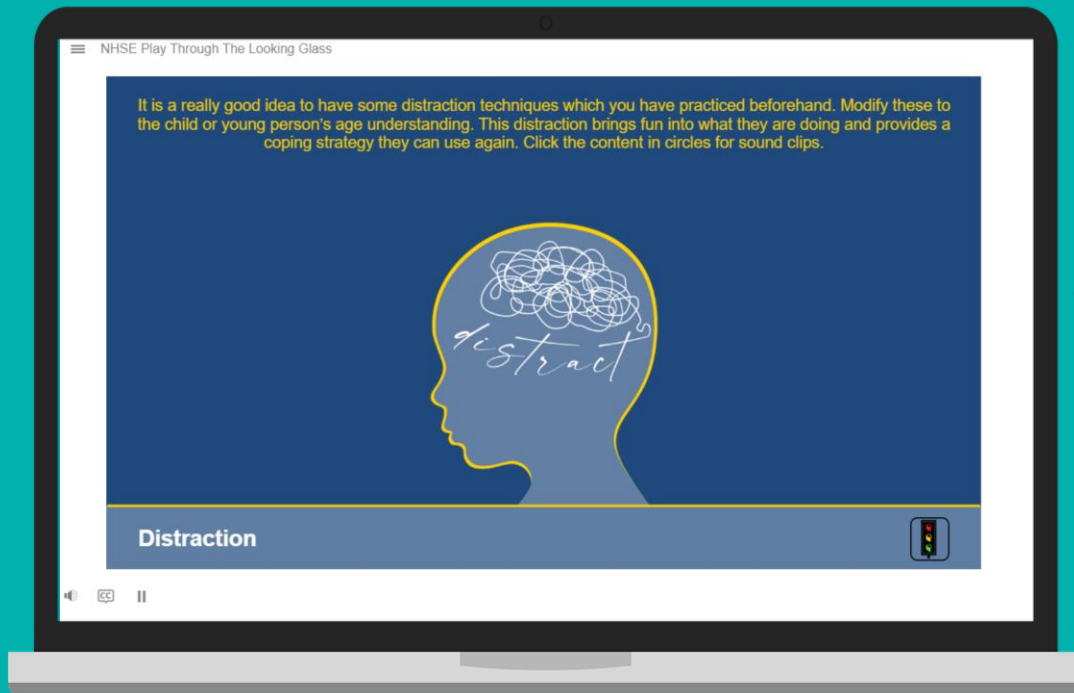 NHSE Play Through The Looking Glass
It is a really good idea to have some distraction techniques which you have practiced beforehand. Modify these to
the child or young person's age understanding. This distraction brings fun into what they are doing and provides a
coping strategy they can use again. Click the content in circles for sound clips.
distract
Distraction
CC